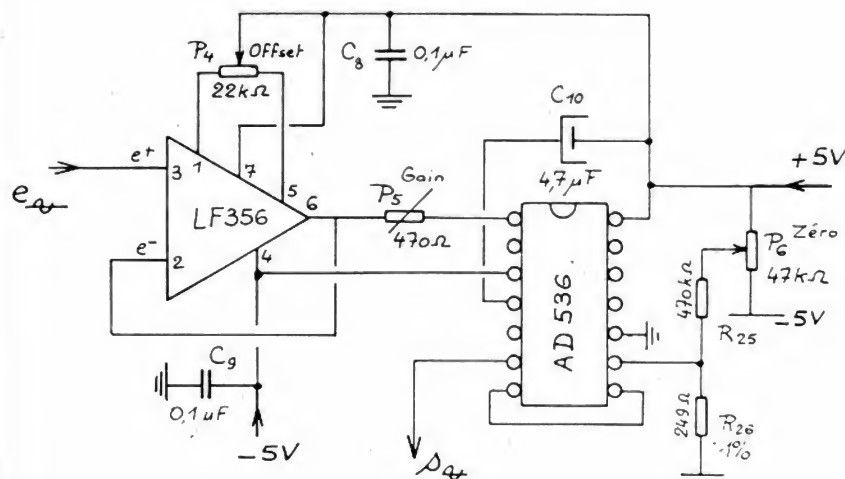 P4 Offset
22kΩ
C8 0,1µF
C10
4,7µF
+5V
e+
3
1
7
5
6
LF356
e~
e-
2
4
P5 Gain
470Ω
AD 536
P6 Zéro
47kΩ
470kΩ
-5V
R25
C9
0,1µF
-5V
s~
249Ω
R26
1%